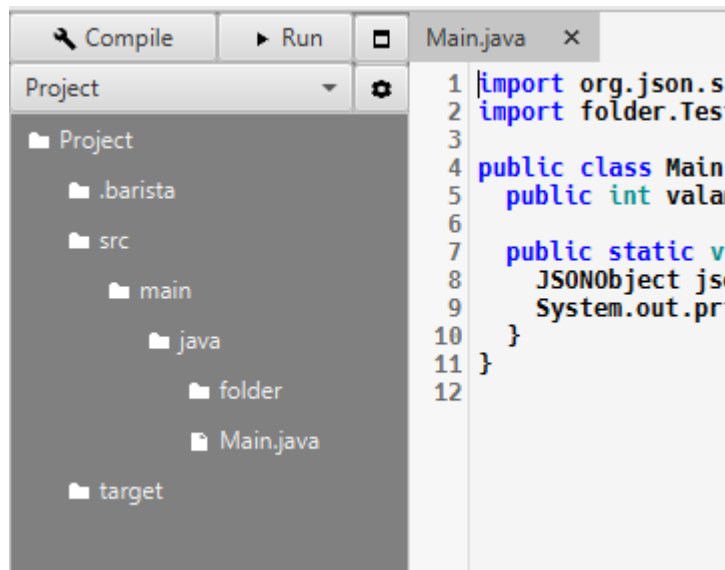 Compile Run Main.java ×
Project
Project
.barista
src
main
java
folder
Main.java
target
1 import org.json.s
2 import folder.Tes
3
4 public class Main
5 public int vala
6
7 public static v
8 JSONObject jso
9 System.out.pr
10 }
11 }
12